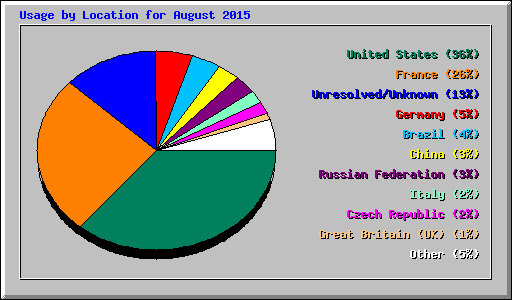 Usage by Location for August 2015
United States (36%)
France (26%)
Unresolved/Unknown (13%)
Germany (5%)
Brazil (4%)
China (3%)
Russian Federation (3%)
Italy (2%)
Czech Republic (2%)
Great Britain (UK) (1%)
Other (5%)